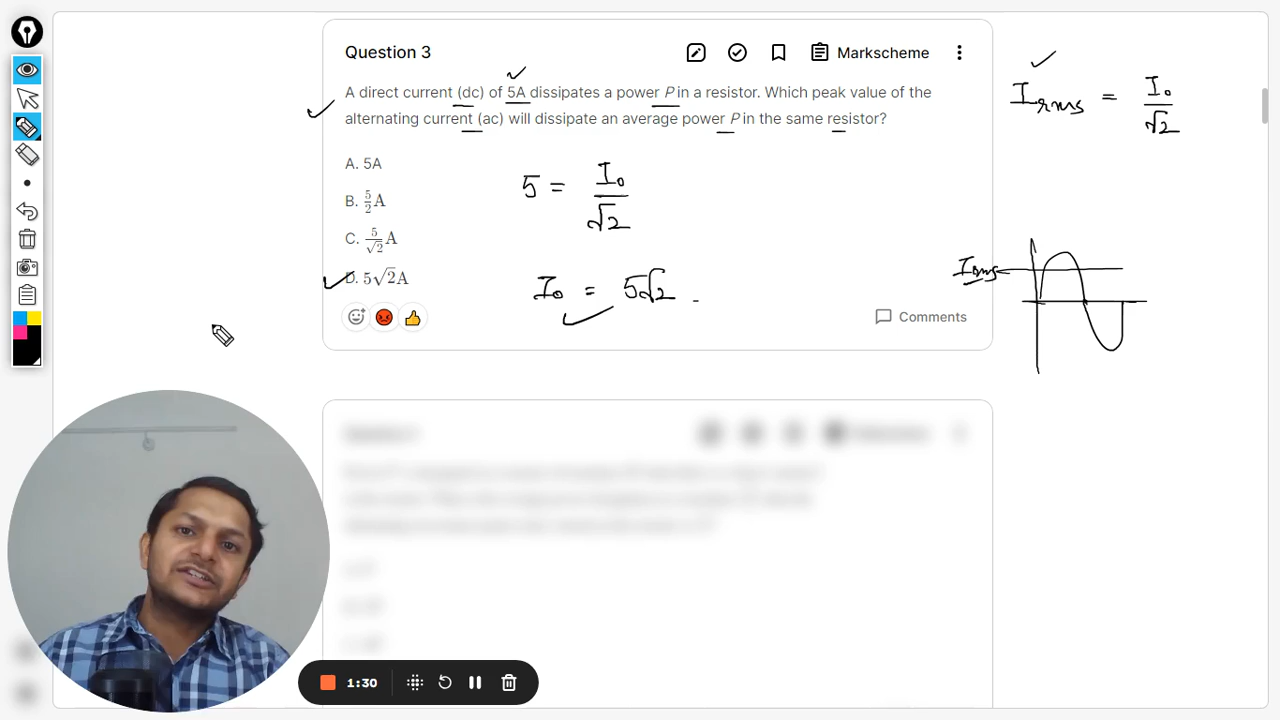 Question 3
Markscheme
A direct current (dc) of 5A dissipates a power P in a resistor. Which peak value of the
alternating current (ac) will dissipate an average power P in the same resistor?
A. 5A
B. 5/2 A
C. 5/√2 A
D. 5√2 A
5 = I₀/√2
I₀ = 5√2
Comments
I rms = I₀/√2
I rms
1:30